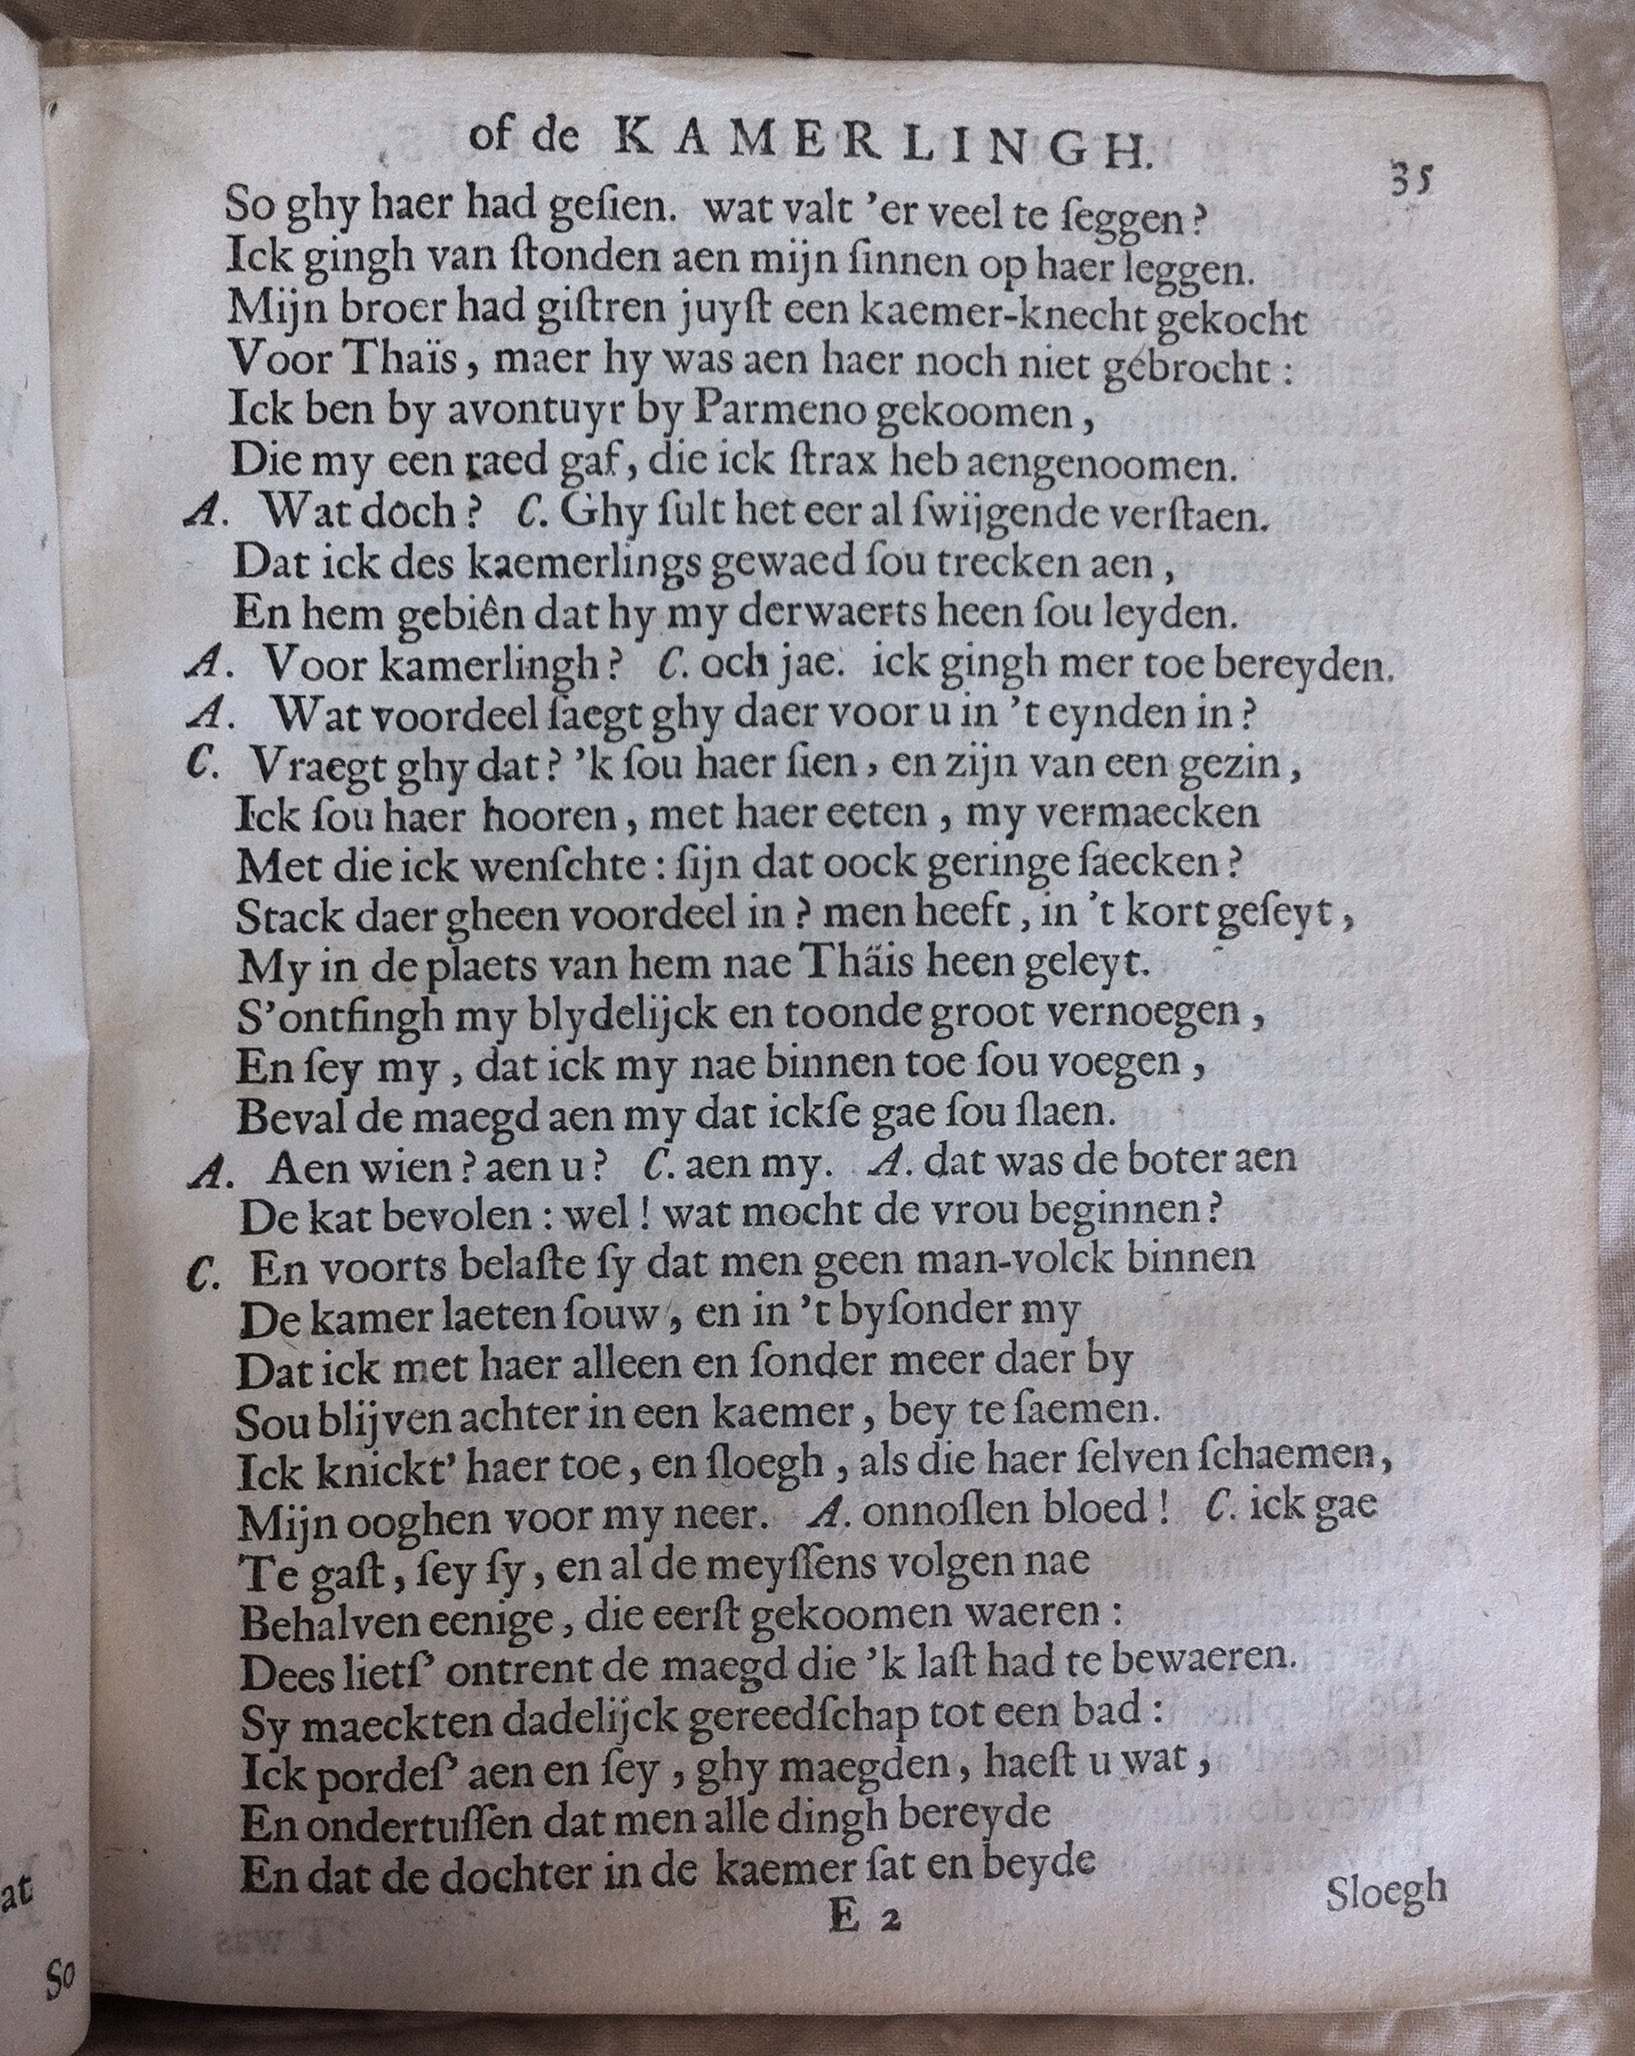 of de KAMERLINGH.
35
So ghy haer had geſien. wat valt 'er veel te ſeggen?
Ick gingh van ſtonden aen mijn ſinnen op haer leggen.
Mijn broer had giſtren juyſt een kaemer-knecht gekocht
Voor Thaïs, maer hy was aen haer noch niet gebrocht:
Ick ben by avontuyr by Parmeno gekoomen,
Die my een raed gaf, die ick ſtrax heb aengenoomen.
A. Wat doch? C. Ghy ſult het eer al ſwijgende verſtaen.
Dat ick des kaemerlings gewaed ſou trecken aen,
En hem gebiên dat hy my derwaerts heen ſou leyden.
A. Voor kamerlingh? C. och jae. ick gingh mer toe bereyden.
A. Wat voordeel ſaegt ghy daer voor u in 't eynden in?
C. Vraegt ghy dat? 'k ſou haer ſien, en zijn van een gezin,
Ick ſou haer hooren, met haer eeten, my vermaecken
Met die ick wenſchte: ſijn dat oock geringe ſaecken?
Stack daer gheen voordeel in? men heeft, in 't kort geſeyt,
My in de plaets van hem nae Thäis heen geleyt.
S'ontfingh my blydelijck en toonde groot vernoegen,
En ſey my, dat ick my nae binnen toe ſou voegen,
Beval de maegd aen my dat ickſe gae ſou ſlaen.
A. Aen wien? aen u? C. aen my. A. dat was de boter aen
De kat bevolen: wel! wat mocht de vrou beginnen?
C. En voorts belaſte ſy dat men geen man-volck binnen
De kamer laeten ſouw, en in 't byſonder my
Dat ick met haer alleen en ſonder meer daer by
Sou blijven achter in een kaemer, bey te ſaemen.
Ick knickt' haer toe, en ſloegh, als die haer ſelven ſchaemen,
Mijn ooghen voor my neer. A. onnoſlen bloed! C. ick gae
Te gaſt, ſey ſy, en al de meyſſens volgen nae
Behalven eenige, die eerſt gekoomen waeren:
Dees lietſ' ontrent de maegd die 'k laſt had te bewaeren.
Sy maeckten dadelijck gereedſchap tot een bad:
Ick pordeſ' aen en ſey, ghy maegden, haeſt u wat,
En ondertuſſen dat men alle dingh bereyde
En dat de dochter in de kaemer ſat en beyde
E 2
Sloegh
at
So